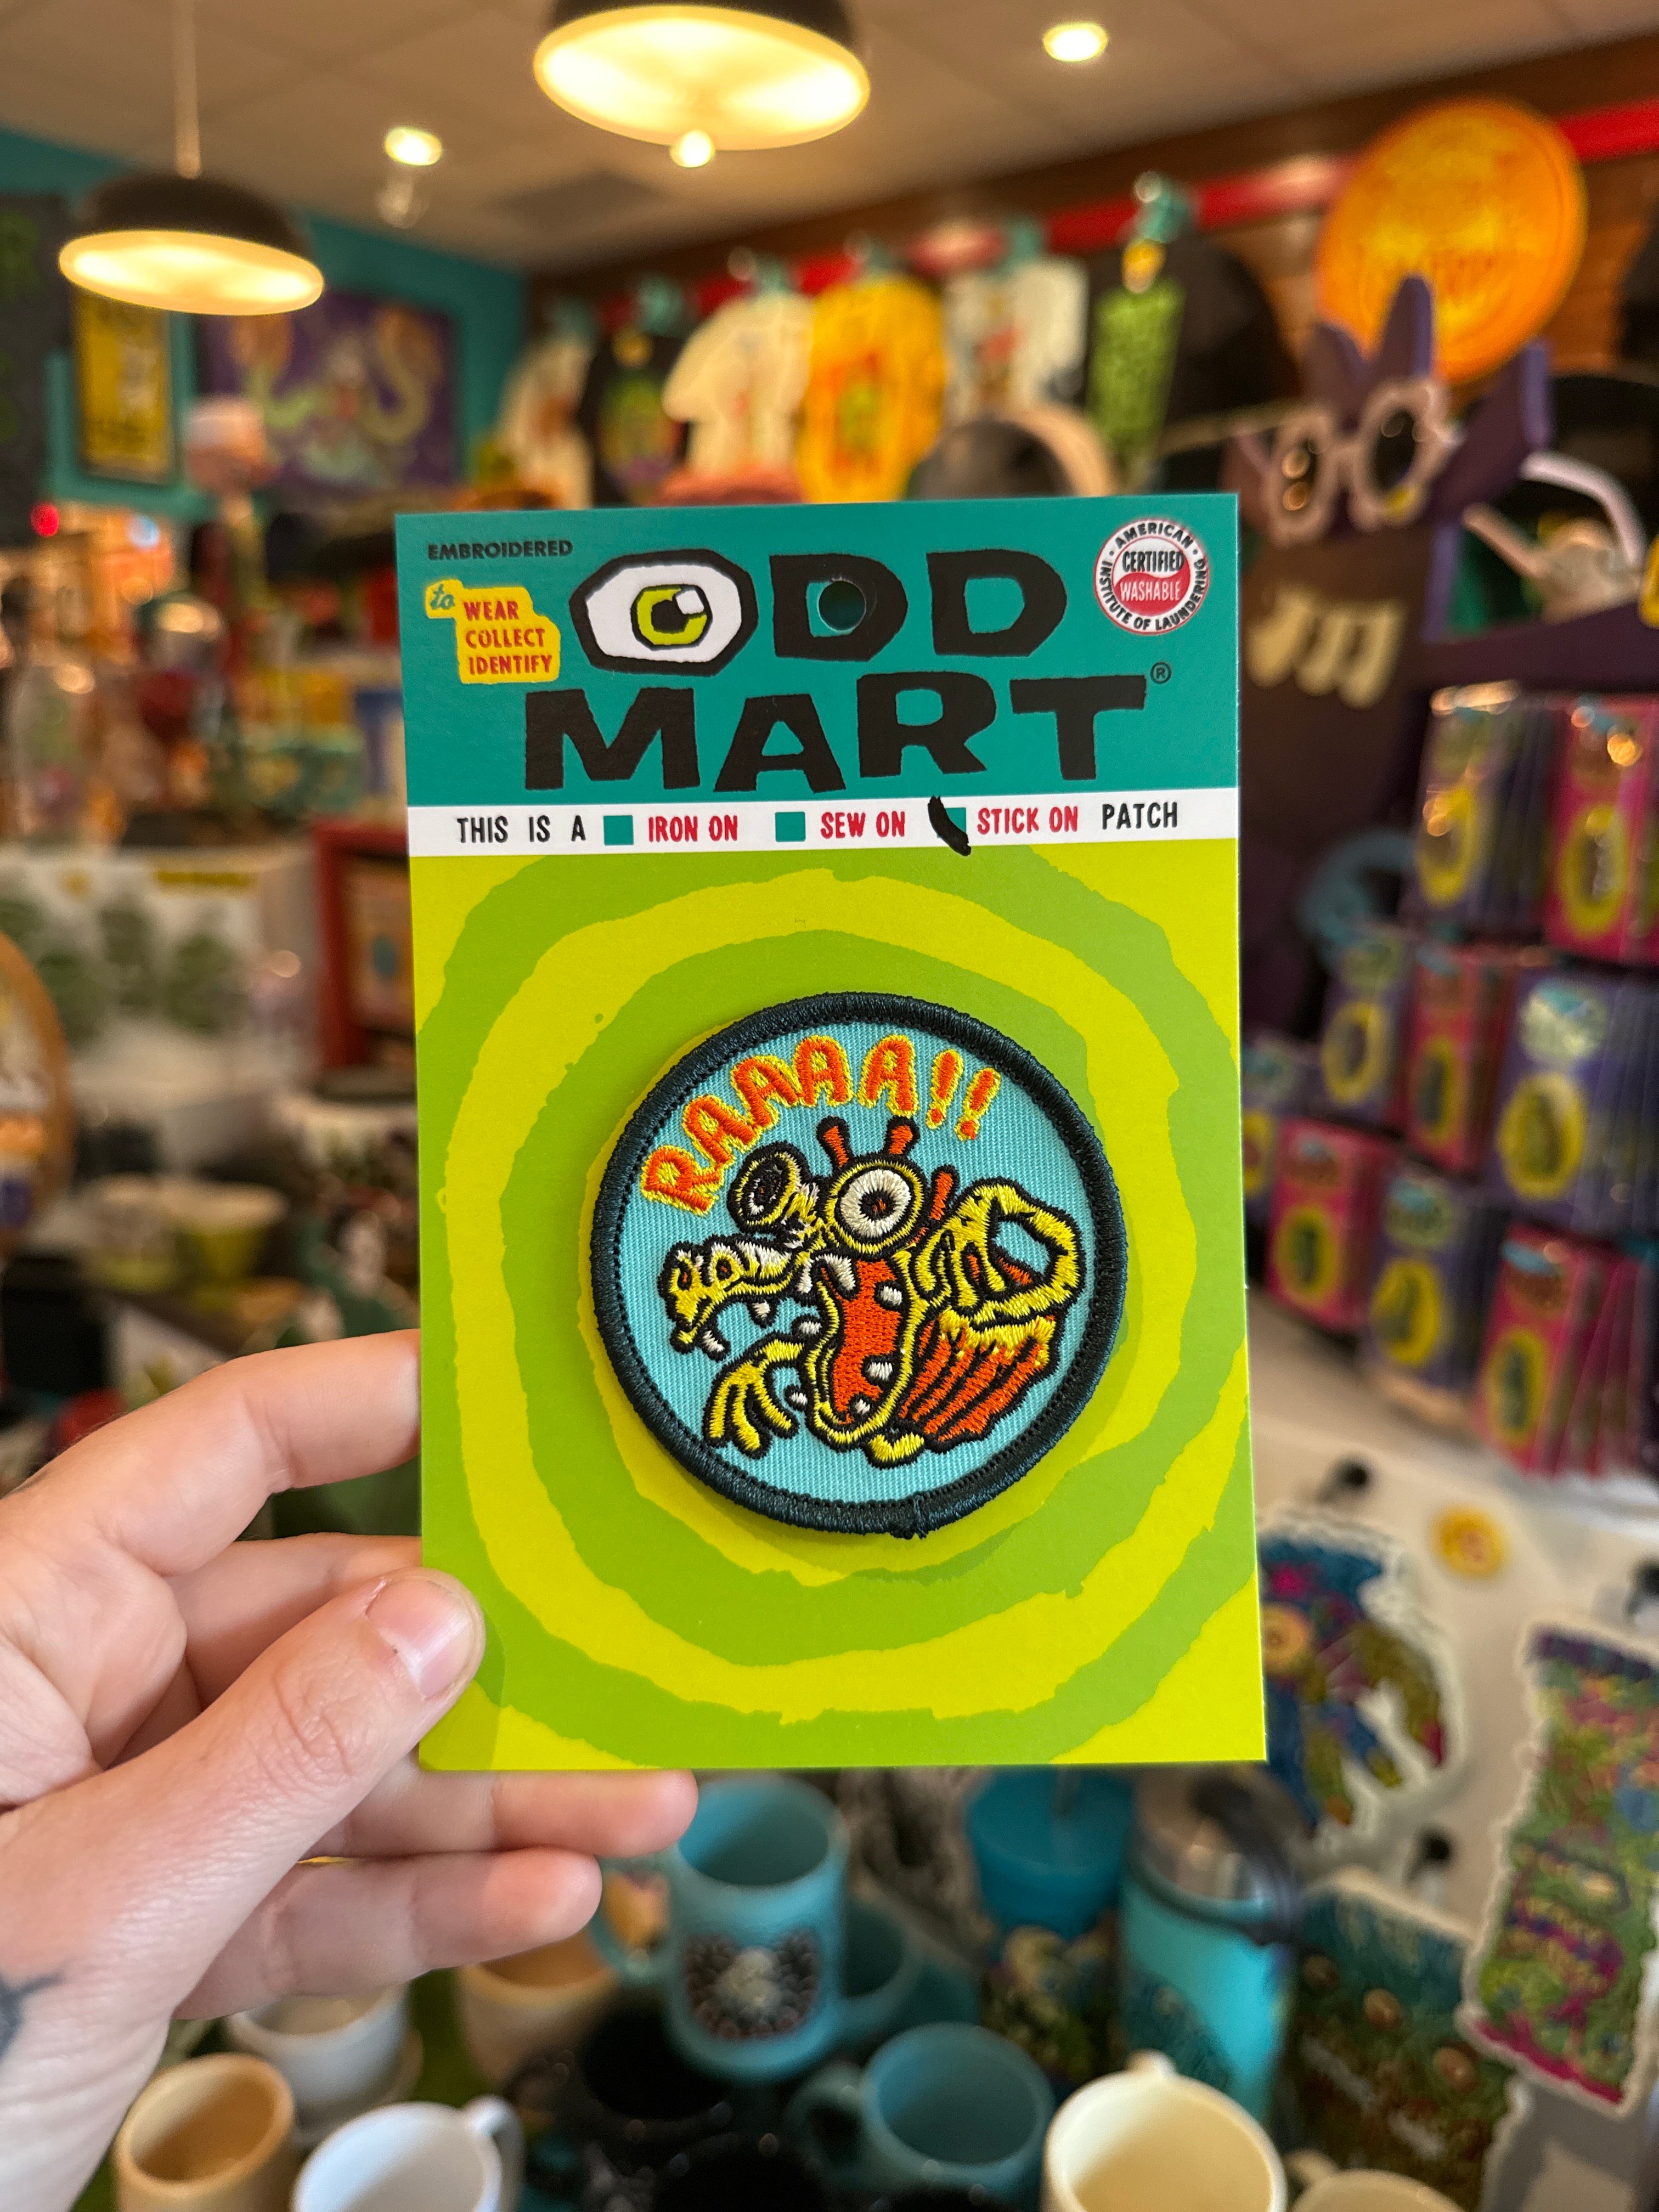 EMBROIDERED
to
WEAR
COLLECT
IDENTIFY
ODD
MART®
AMERICAN
INSTITUTE OF LAUNDERING
CERTIFIED
WASHABLE
THIS IS A IRON ON SEW ON STICK ON PATCH
RAAAAA!!